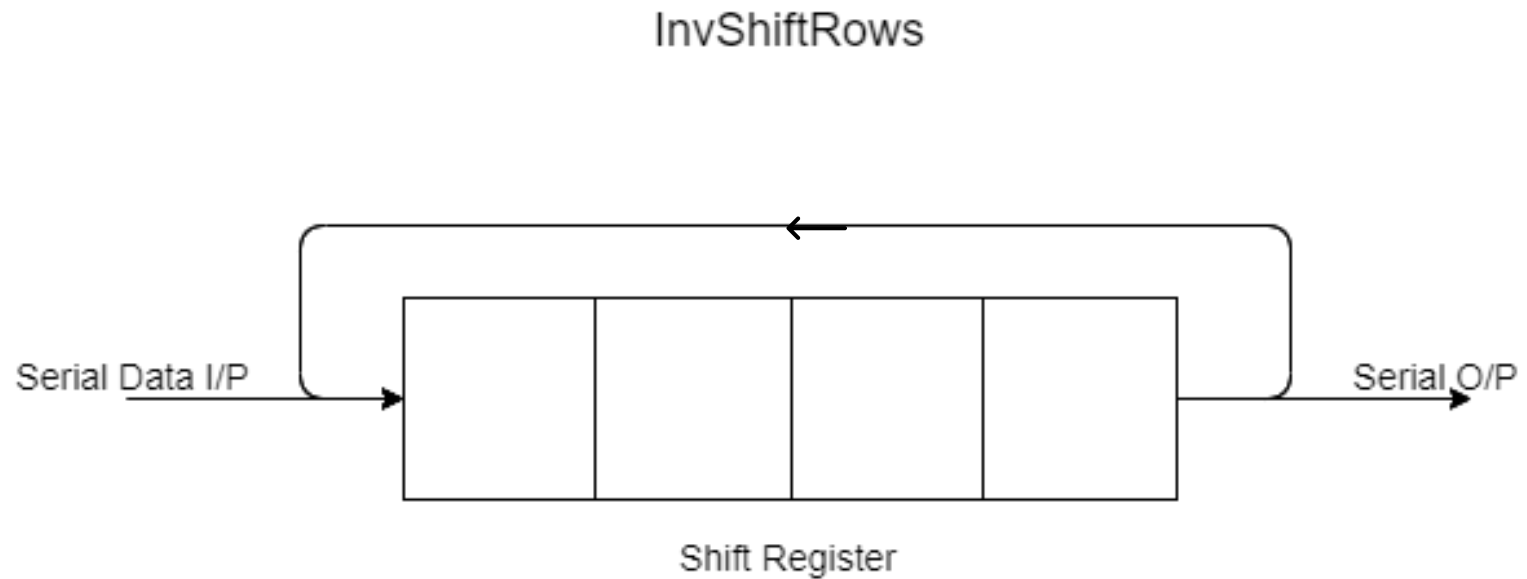 InvShiftRows
Serial Data I/P
Serial O/P
Shift Register